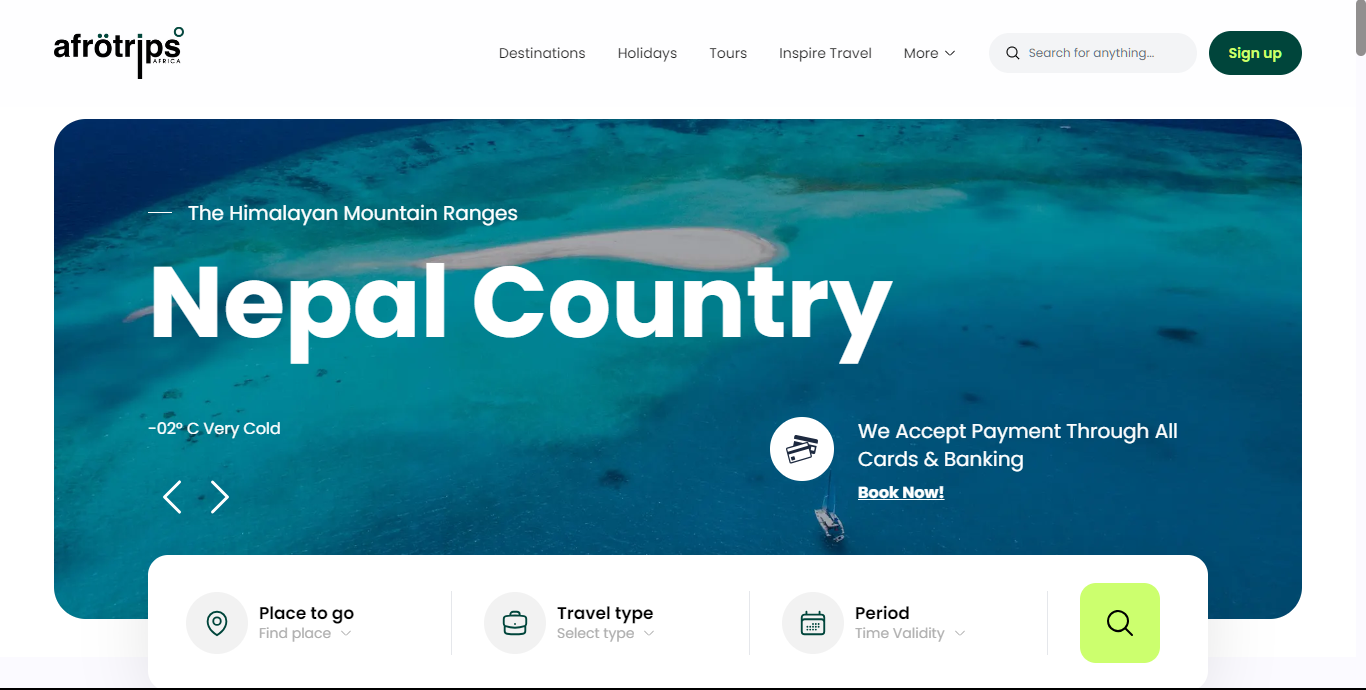 afrötrips
AFRICA
Destinations
Holidays
Tours
Inspire Travel
More
Search for anything...
Sign up
The Himalayan Mountain Ranges
Nepal Country
-02° C Very Cold
We Accept Payment Through All
Cards & Banking
Book Now!
Place to go
Find place
Travel type
Select type
Period
Time Validity